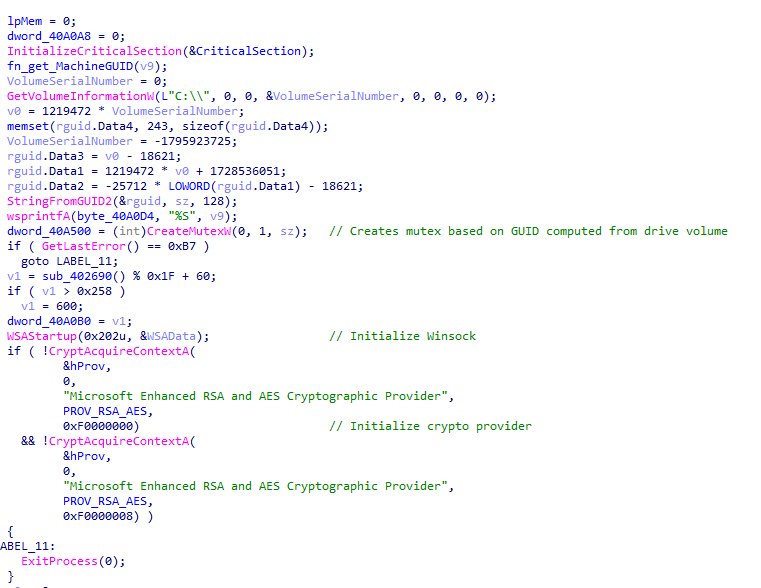 lpMem = 0;
dword_40A0A8 = 0;
InitializeCriticalSection(&CriticalSection);
fn_get_MachineGUID(v9);
VolumeSerialNumber = 0;
GetVolumeInformationW(L"C:\\", 0, 0, &VolumeSerialNumber, 0, 0, 0, 0);
v0 = 1219472 * VolumeSerialNumber;
memset(rguid.Data4, 243, sizeof(rguid.Data4));
VolumeSerialNumber = -1795923725;
rguid.Data3 = v0 - 18621;
rguid.Data1 = 1219472 * v0 + 1728536051;
rguid.Data2 = -25712 * LOWORD(rguid.Data1) - 18621;
StringFromGUID2(&rguid, sz, 128);
wsprintfA(byte_40A0D4, "%S", v9);
dword_40A500 = (int)CreateMutexW(0, 1, sz);   // Creates mutex based on GUID computed from drive volume
if ( GetLastError() == 0xB7 )
  goto LABEL_11;
v1 = sub_402690() % 0x1F + 60;
if ( v1 > 0x258 )
  v1 = 600;
dword_40A0B0 = v1;
WSAStartup(0x202u, &WSAData);                 // Initialize Winsock
if ( !CryptAcquireContextA(
        &hProv,
        0,
        "Microsoft Enhanced RSA and AES Cryptographic Provider",
        PROV_RSA_AES,
        0xF0000000)                           // Initialize crypto provider
  && !CryptAcquireContextA(
        &hProv,
        0,
        "Microsoft Enhanced RSA and AES Cryptographic Provider",
        PROV_RSA_AES,
        0xF0000008) )
{
ABEL_11:
  ExitProcess(0);
}